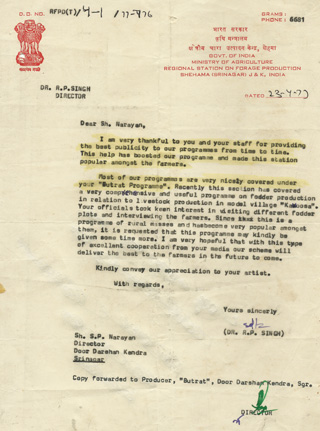 D.O. NO. RFPO(T)/4-1/77-776
GRAMS:
PHONE: 6681
भारत सरकार
कृषि मन्त्रालय
GOVT. OF INDIA
MINISTRY OF AGRICULTURE
REGIONAL STATION ON FORAGE PRODUCTION
SHEHAMA (SRINAGAR) J & K, INDIA
DR. R.P.SINGH
DIRECTOR
DATED 23-4-77
Dear Sh. Narayan,
I am very thankful to you and your staff for providing
the best publicity to our programmes from time to time.
This help has boosted our programme and made this station
popular amongst the farmers.
Most of our programmes are very nicely covered under
your "Butrat Programme". Recently this section has covered
a very comprehensive and useful programme on fodder production
in relation to livestock production in model village
Your officials took keen interest in visiting different fodder
plots and interviewing the farmers. Since that this is a
programme of rural masses and hasbecome very popular amongst
them, it is requested that this programme may kindly be
given some more time. I am very hopeful that with this type
of excellent cooperation from your media our scheme will
deliver the best to the farmers in the future to come.
Kindly convey our appreciation to your artist.
With regards,
Yours sincerly
(DR. R.P. SINGH)
Sh. S.P. Narayan
Director
Door Darshan Kendra
Srinagar
Copy forwarded to Producer, "Butrat", Door Darshan Kendra, Sgr.
DIRECTOR